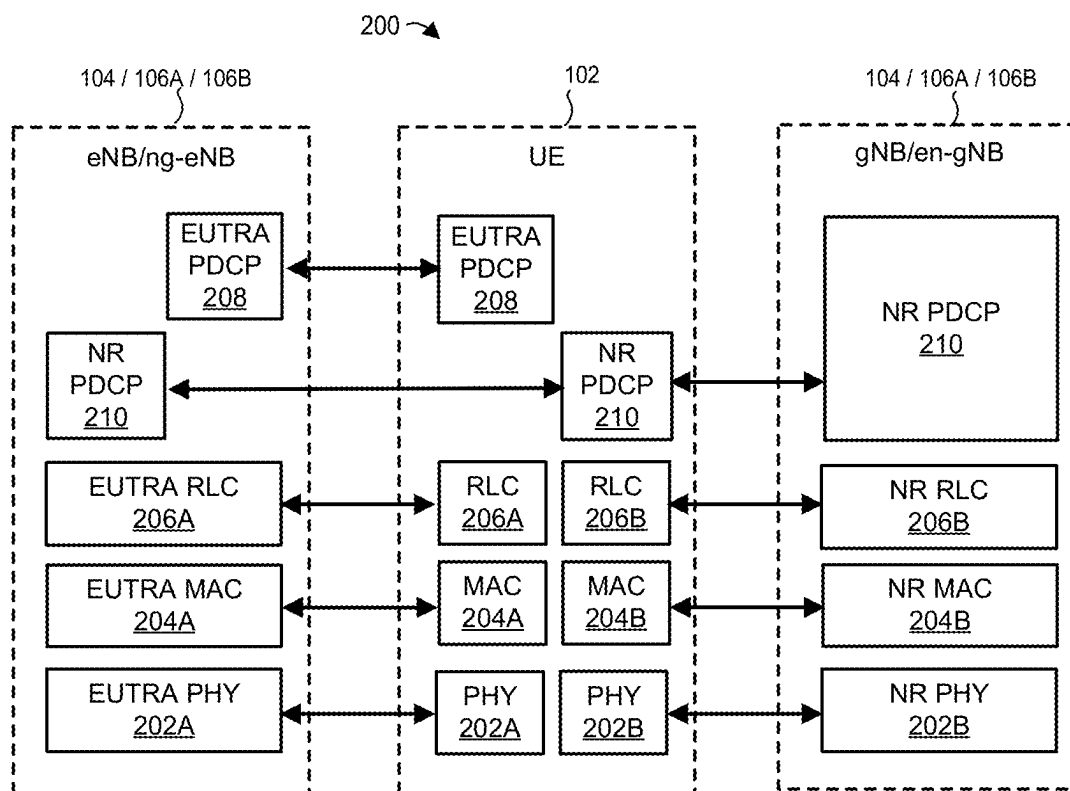 200
104 / 106A / 106B
102
104 / 106A / 106B
eNB/ng-eNB
UE
gNB/en-gNB
EUTRA
PDCP
208
EUTRA
PDCP
208
NR PDCP
210
NR
PDCP
210
NR
PDCP
210
EUTRA RLC
206A
RLC
206A
RLC
206B
NR RLC
206B
EUTRA MAC
204A
MAC
204A
MAC
204B
NR MAC
204B
EUTRA PHY
202A
PHY
202A
PHY
202B
NR PHY
202B